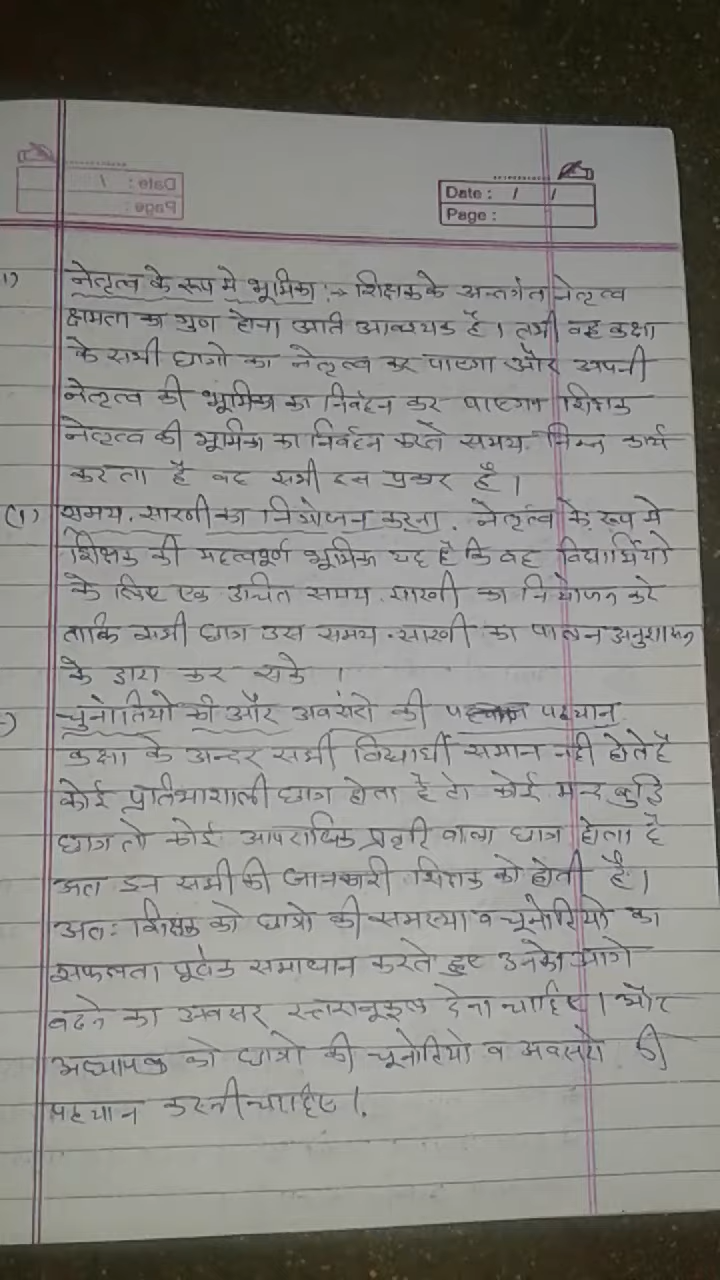 Date : / /
Page :
1) नेतृत्व के रूप मे भूमिका :→ शिक्षक के अन्तर्गत नेतृत्व
क्षमता का गुण होना अति आवश्यक है। तभी वह कक्षा
के सभी छात्रो का नेतृत्व कर पाएगा और अपनी
नेतृत्व की भूमिका का निर्वहन कर पाएगा शिक्षक
नेतृत्व की भूमिका का निर्वहन करते समय निम्न कार्य
करता है वह सभी इस प्रकार है।
(1) समय. सारणी का नियोजन करना. नेतृत्व के रूप मे
शिक्षक की महत्वपूर्ण भूमिका यह है कि वह विद्यार्थियो
के लिए एक उचित समय. सारणी का नियोजन करे
ताकि सभी छात्र उस समय.सारणी का पालन अनुशासन
के द्वारा कर सके ।
चुनोतियो की और अवसरो की पहचान
कक्षा के अन्दर सभी विद्यार्थी समान नही होते है
कोई प्रतिभाशाली छात्र होता है तो कोई मन्द बुद्धि
छात्र तो कोई आपराधिक प्रवृति वाला छात्र होता है
अत इन सभी की जानकारी शिक्षक को होती है।
अत: शिक्षक को छात्रो की समस्या व चूनोतियो का
सफलता पूर्वक समाधान करते हुए उनको आगे
बढने का अवसर स्तरानूकूल देना चाहिए। और
अध्यापक को छात्रो की चूनोतियो व अवसरो की
पहचान करनी चाहिए।.